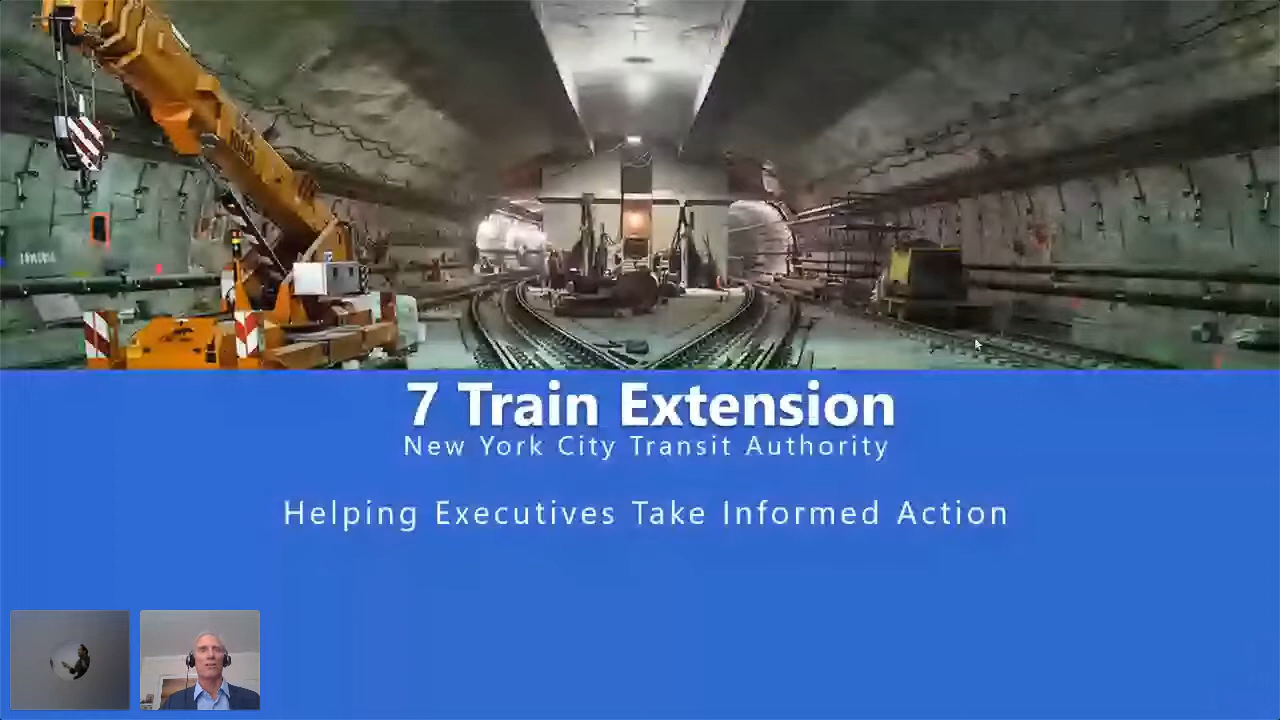 7 Train Extension
New York City Transit Authority
Helping Executives Take Informed Action